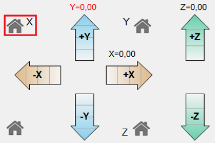 Y=0,00 Z=0,00
X Y
+Y +Z
X=0,00
-X +X
-Y -Z
Z